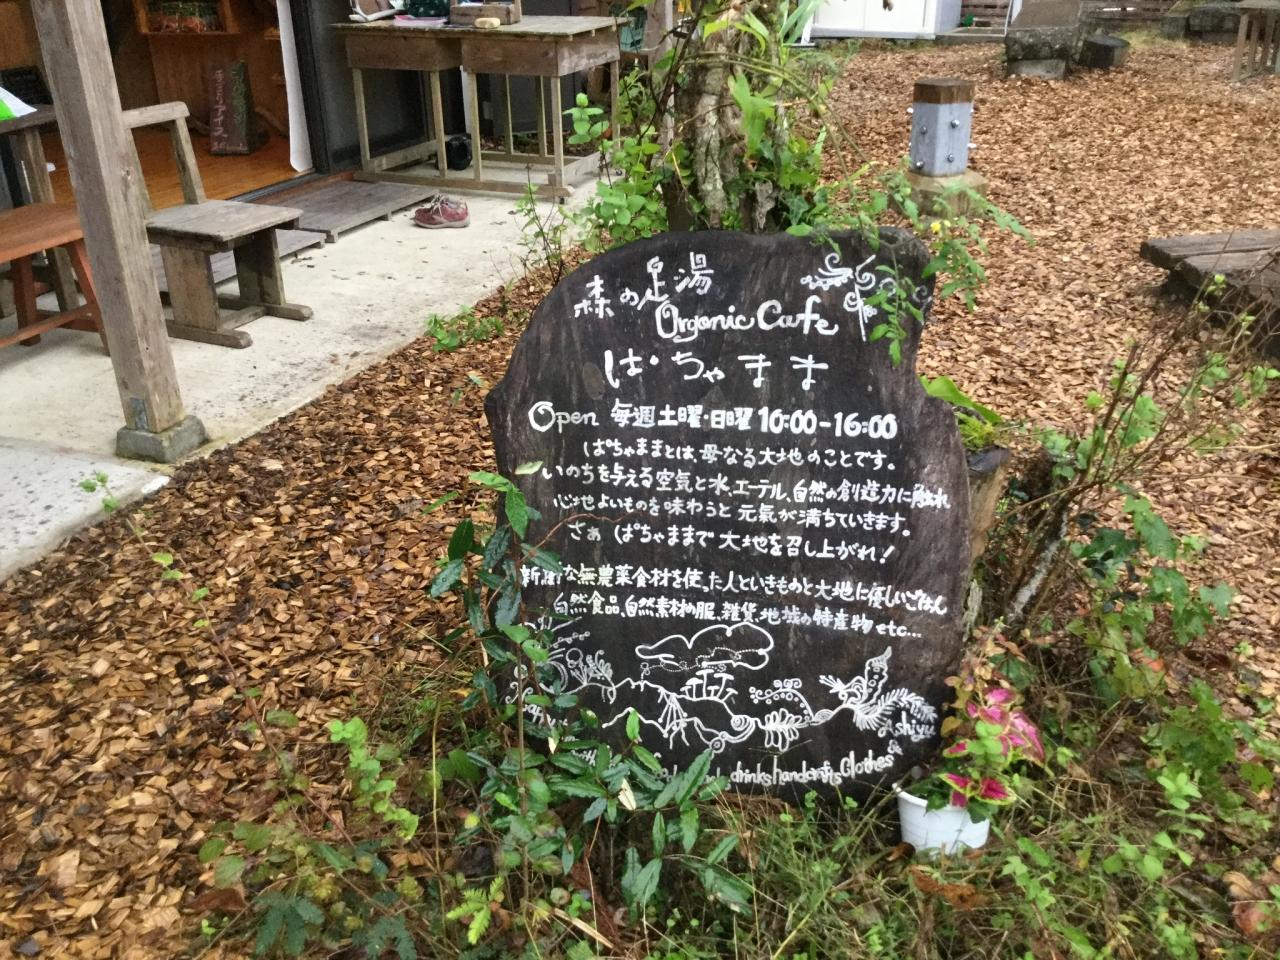 森の足湯
Organic Cafe
ぱちゃまま
Open 毎週土曜・日曜 10:00-16:00
ぱちゃままとは、母なる大地のことです。
いのちを与える空気と水、エーテル、自然の創造力に触れ
心地よいものを味わうと元気が満ちていきます。
さぁ ぱちゃままで大地を召し上がれ!
新鮮な無農薬食材を使った人といきものと大地に優しいごはん
自然食品、自然素材の服、雑貨、地域の特産物 etc...
Ashiyu
drinks handcrafts Clothes &